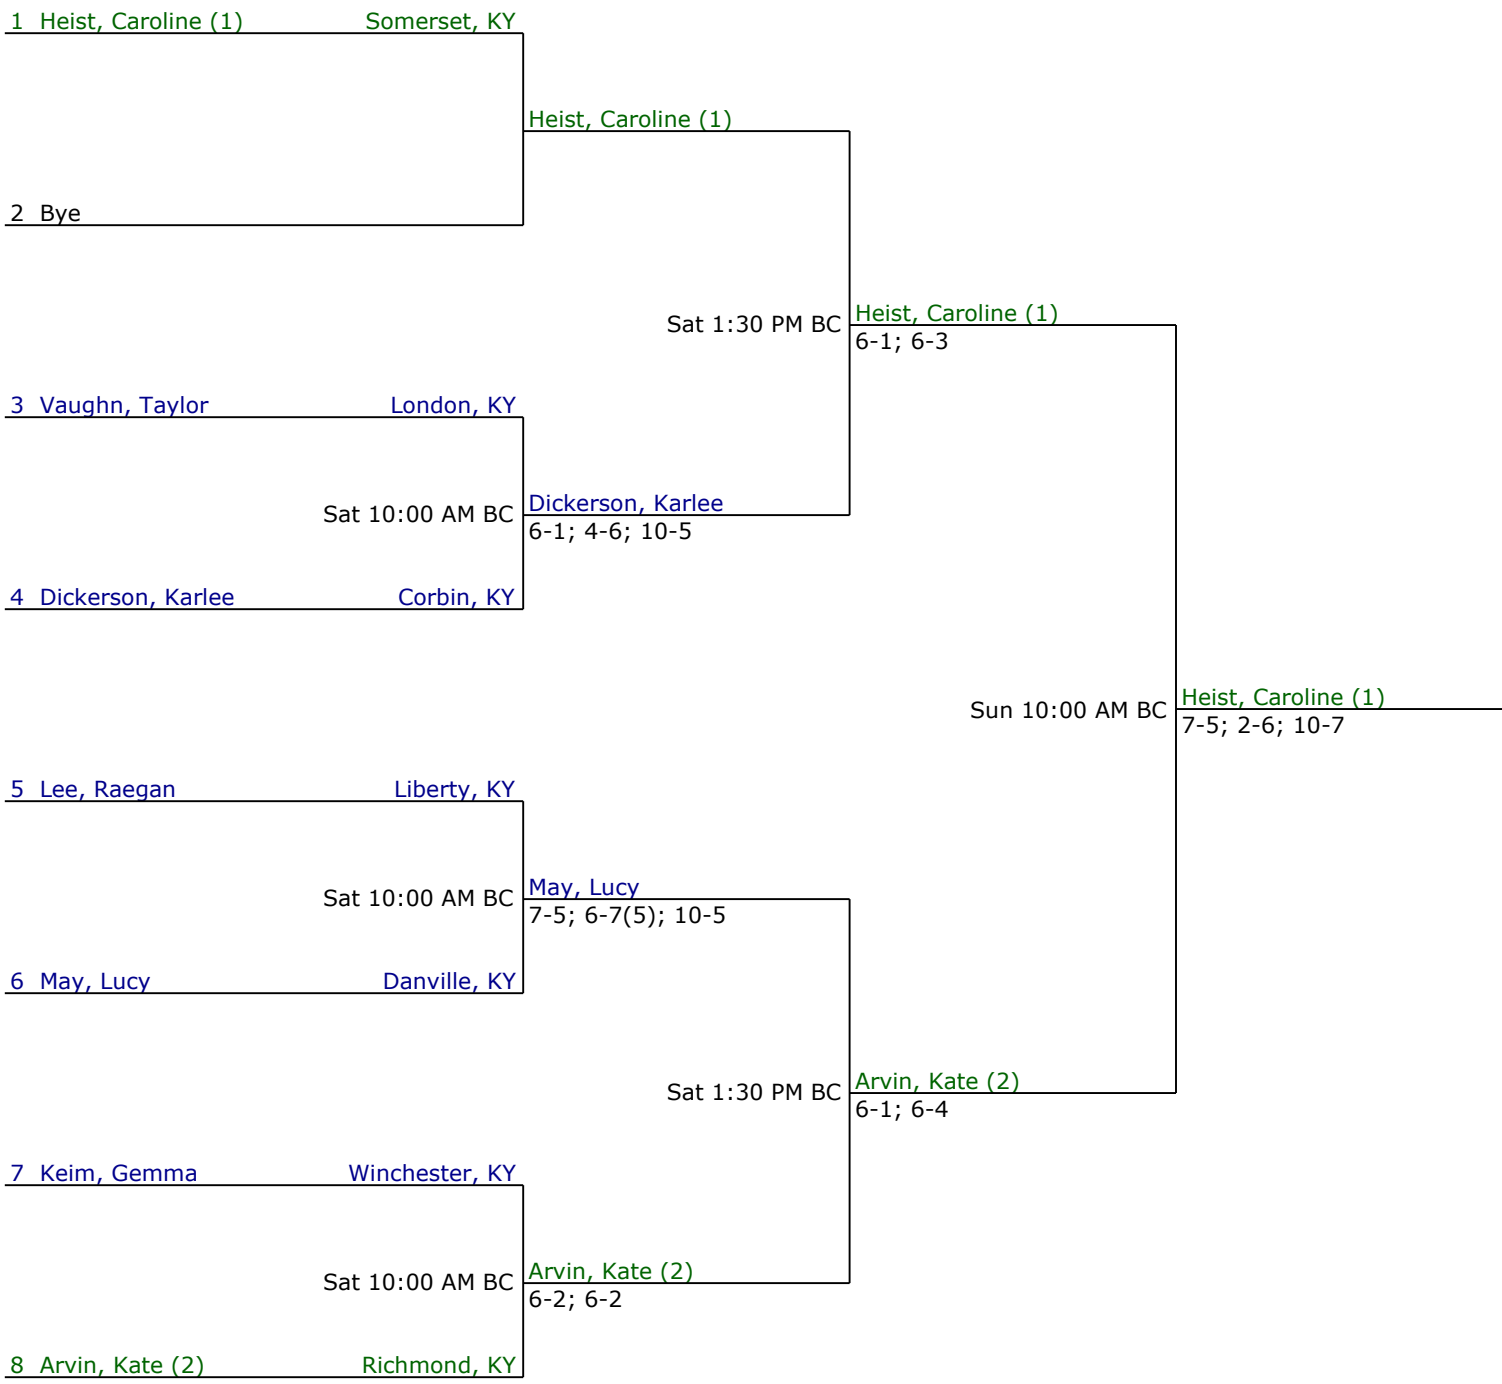 1 Heist, Caroline (1) Somerset, KY
Heist, Caroline (1)
2 Bye
Sat 1:30 PM BC
Heist, Caroline (1)
6-1; 6-3
3 Vaughn, Taylor London, KY
Sat 10:00 AM BC
Dickerson, Karlee
6-1; 4-6; 10-5
4 Dickerson, Karlee Corbin, KY
Sun 10:00 AM BC
Heist, Caroline (1)
7-5; 2-6; 10-7
5 Lee, Raegan Liberty, KY
Sat 10:00 AM BC
May, Lucy
7-5; 6-7(5); 10-5
6 May, Lucy Danville, KY
Sat 1:30 PM BC
Arvin, Kate (2)
6-1; 6-4
7 Keim, Gemma Winchester, KY
Sat 10:00 AM BC
Arvin, Kate (2)
6-2; 6-2
8 Arvin, Kate (2) Richmond, KY